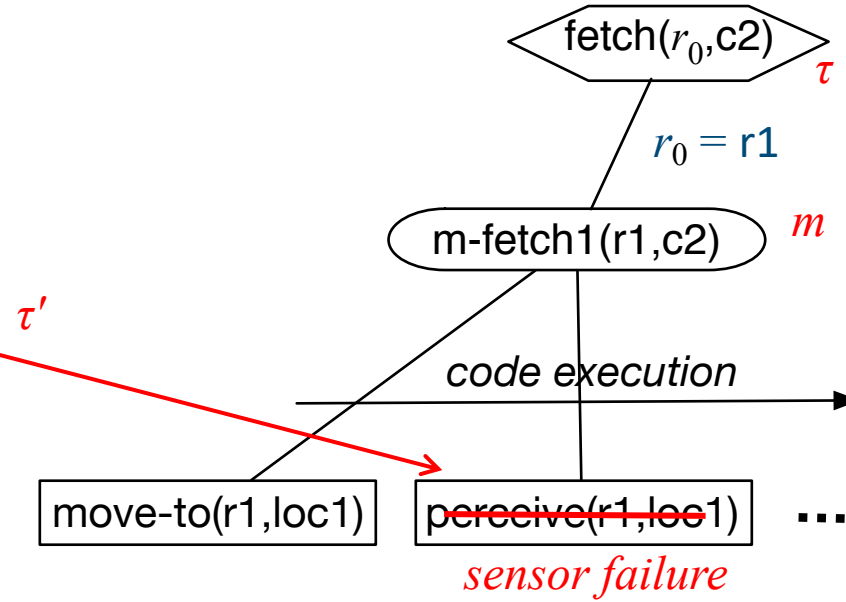 fetch(r₀,c2)
τ
r₀ = r1
m-fetch1(r1,c2)
m
τ′
code execution
move-to(r1,loc1)
perceive(r1,loc1)
...
sensor failure